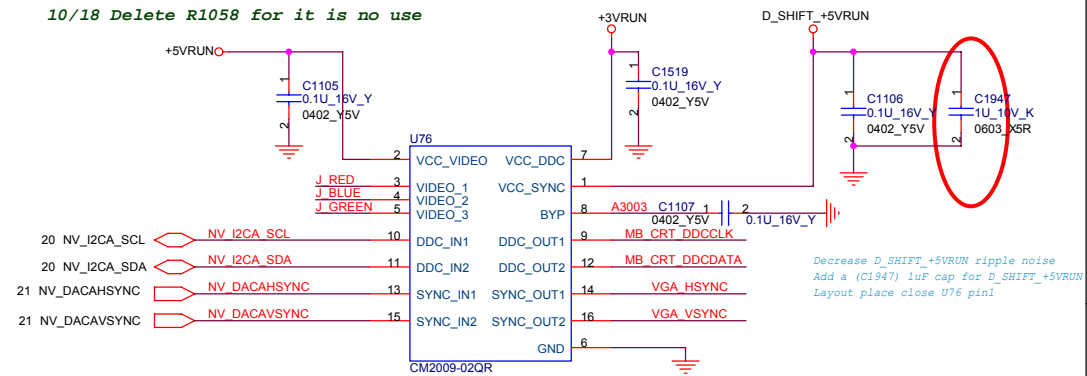 10/18 Delete R1058 for it is no use
+5VRUN
+3VRUN
D_SHIFT_+5VRUN
1
C1105
0.1U_16V_Y
0402_Y5V
2
1
C1519
0.1U_16V_Y
0402_Y5V
2
1
C1106
0.1U_16V_Y
0402_Y5V
2
1
C1947
1U_10V_K
0603_X5R
2
U76
2 VCC_VIDEO VCC_DDC 7
J_RED 3 VIDEO_1 VCC_SYNC 1
J_BLUE 4 VIDEO_2
J_GREEN 5 VIDEO_3 BYP 8 A3003 C1107 1 2
0402_Y5V 0.1U_16V_Y
20 NV_I2CA_SCL NV_I2CA_SCL 10 DDC_IN1 DDC_OUT1 9 MB_CRT_DDCCLK
20 NV_I2CA_SDA NV_I2CA_SDA 11 DDC_IN2 DDC_OUT2 12 MB_CRT_DDCDATA
21 NV_DACAHSYNC NV_DACAHSYNC 13 SYNC_IN1 SYNC_OUT1 14 VGA_HSYNC
21 NV_DACAVSYNC NV_DACAVSYNC 15 SYNC_IN2 SYNC_OUT2 16 VGA_VSYNC
GND 6
CM2009-02QR
Decrease D_SHIFT_+5VRUN ripple noise
Add a (C1947) 1uF cap for D_SHIFT_+5VRUN
Layout place close U76 pin1